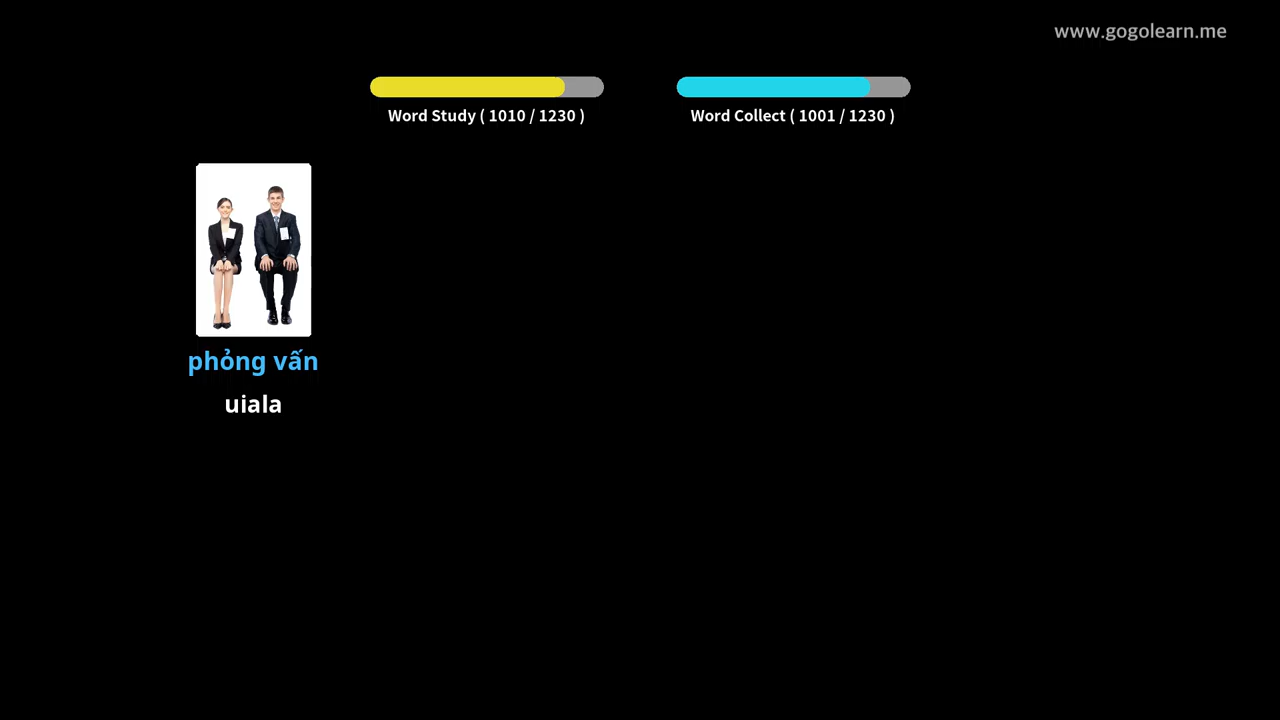 www.gogolearn.me
Word Study ( 1010 / 1230 )
Word Collect ( 1001 / 1230 )
phỏng vấn
uiala